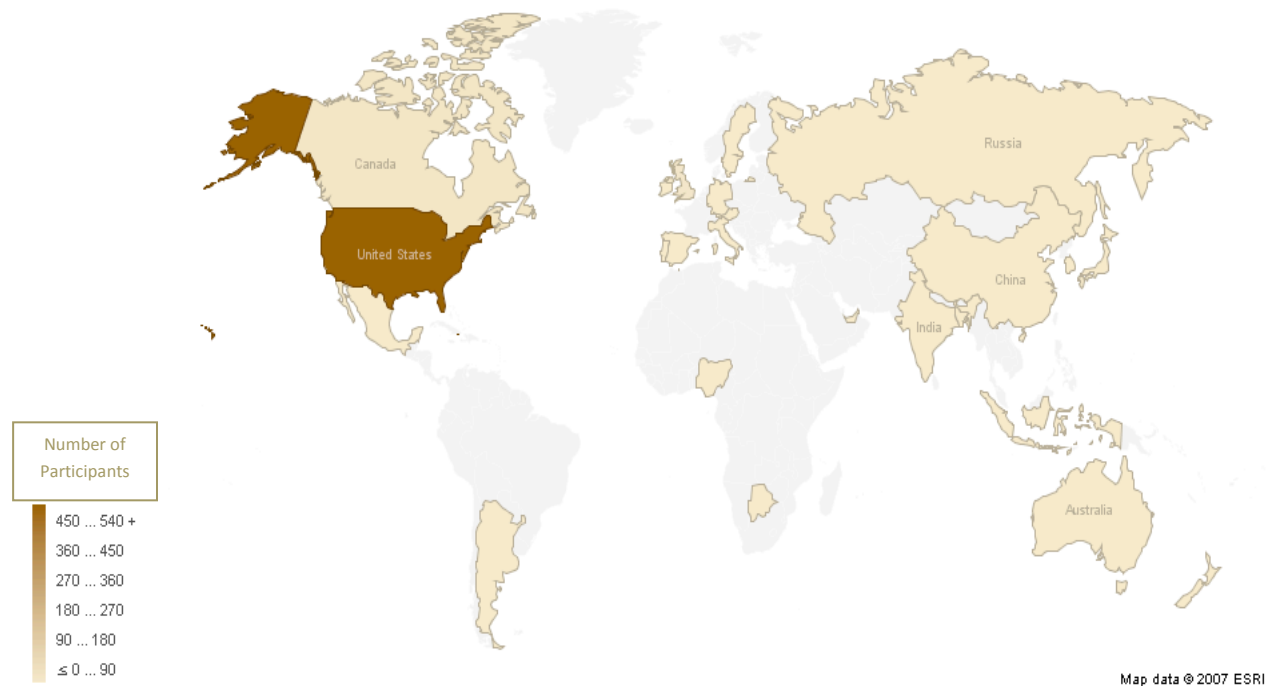 Canada
Russia
United States
China
India
Number of
Participants
Australia
450 ... 540 +
360 ... 450
270 ... 360
180 ... 270
90 ... 180
≤ 0 ... 90
Map data © 2007 ESRI